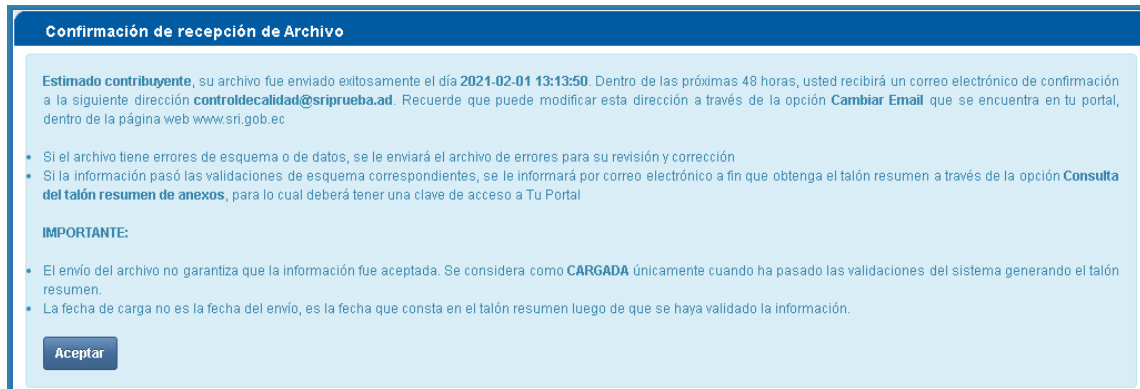 Confirmación de recepción de Archivo
Estimado contribuyente, su archivo fue enviado exitosamente el día 2021-02-01 13:13:50. Dentro de las próximas 48 horas, usted recibirá un correo electrónico de confirmación
a la siguiente dirección controldecalidad@sriprueba.ad. Recuerde que puede modificar esta dirección a través de la opción Cambiar Email que se encuentra en tu portal,
dentro de la página web www.sri.gob.ec
• Si el archivo tiene errores de esquema o de datos, se le enviará el archivo de errores para su revisión y corrección
• Si la información pasó las validaciones de esquema correspondientes, se le informará por correo electrónico a fin que obtenga el talón resumen a través de la opción Consulta
del talón resumen de anexos, para lo cual deberá tener una clave de acceso a Tu Portal
IMPORTANTE:
• El envío del archivo no garantiza que la información fue aceptada. Se considera como CARGADA únicamente cuando ha pasado las validaciones del sistema generando el talón
resumen.
• La fecha de carga no es la fecha del envío, es la fecha que consta en el talón resumen luego de que se haya validado la información.
Aceptar